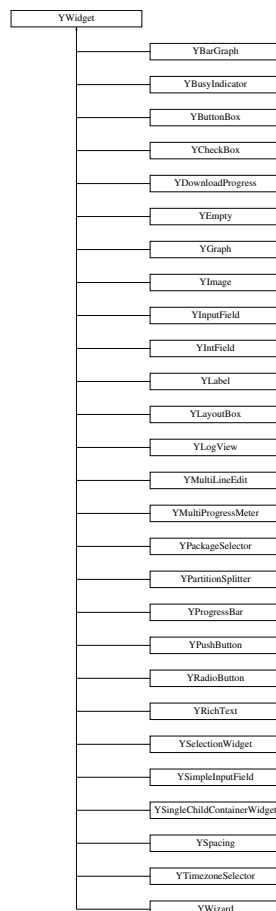 YWidget
YBarGraph
YBusyIndicator
YButtonBox
YCheckBox
YDownloadProgress
YEmpty
YGraph
YImage
YInputField
YIntField
YLabel
YLayoutBox
YLogView
YMultiLineEdit
YMultiProgressMeter
YPackageSelector
YPartitionSplitter
YProgressBar
YPushButton
YRadioButton
YRichText
YSelectionWidget
YSimpleInputField
YSingleChildContainerWidget
YSpacing
YTimezoneSelector
YWizard